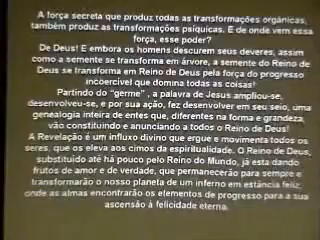 A força secreta que produz todas as transformações orgânicas,
também produz as transformações psíquicas. E de onde vem essa
força, esse poder?
De Deus! E embora os homens descurem seus deveres, assim
como a semente se transforma em árvore, a semente do Reino de
Deus se transforma em Reino de Deus pela força do progresso
incoercível que domina todas as coisas!
Partindo do "germe" , a palavra de Jesus ampliou-se,
desenvolveu-se, e por sua ação, fez desenvolver em seu seio, uma
genealogia inteira de entes que, diferentes na forma e grandeza,
vão constituindo e anunciando a todos o Reino de Deus!
A Revelação é um influxo divino que ergue e movimenta todos os
seres, que os eleva aos cimos da espiritualidade. O Reino de Deus,
substituído até há pouco pelo Reino do Mundo, já esta dando
frutos de amor e de verdade, que permanecerão para sempre e
transformarão o nosso planeta de um inferno em estância feliz,
onde as almas encontrarão os elementos de progresso para a sua
ascensão à felicidade eterna.